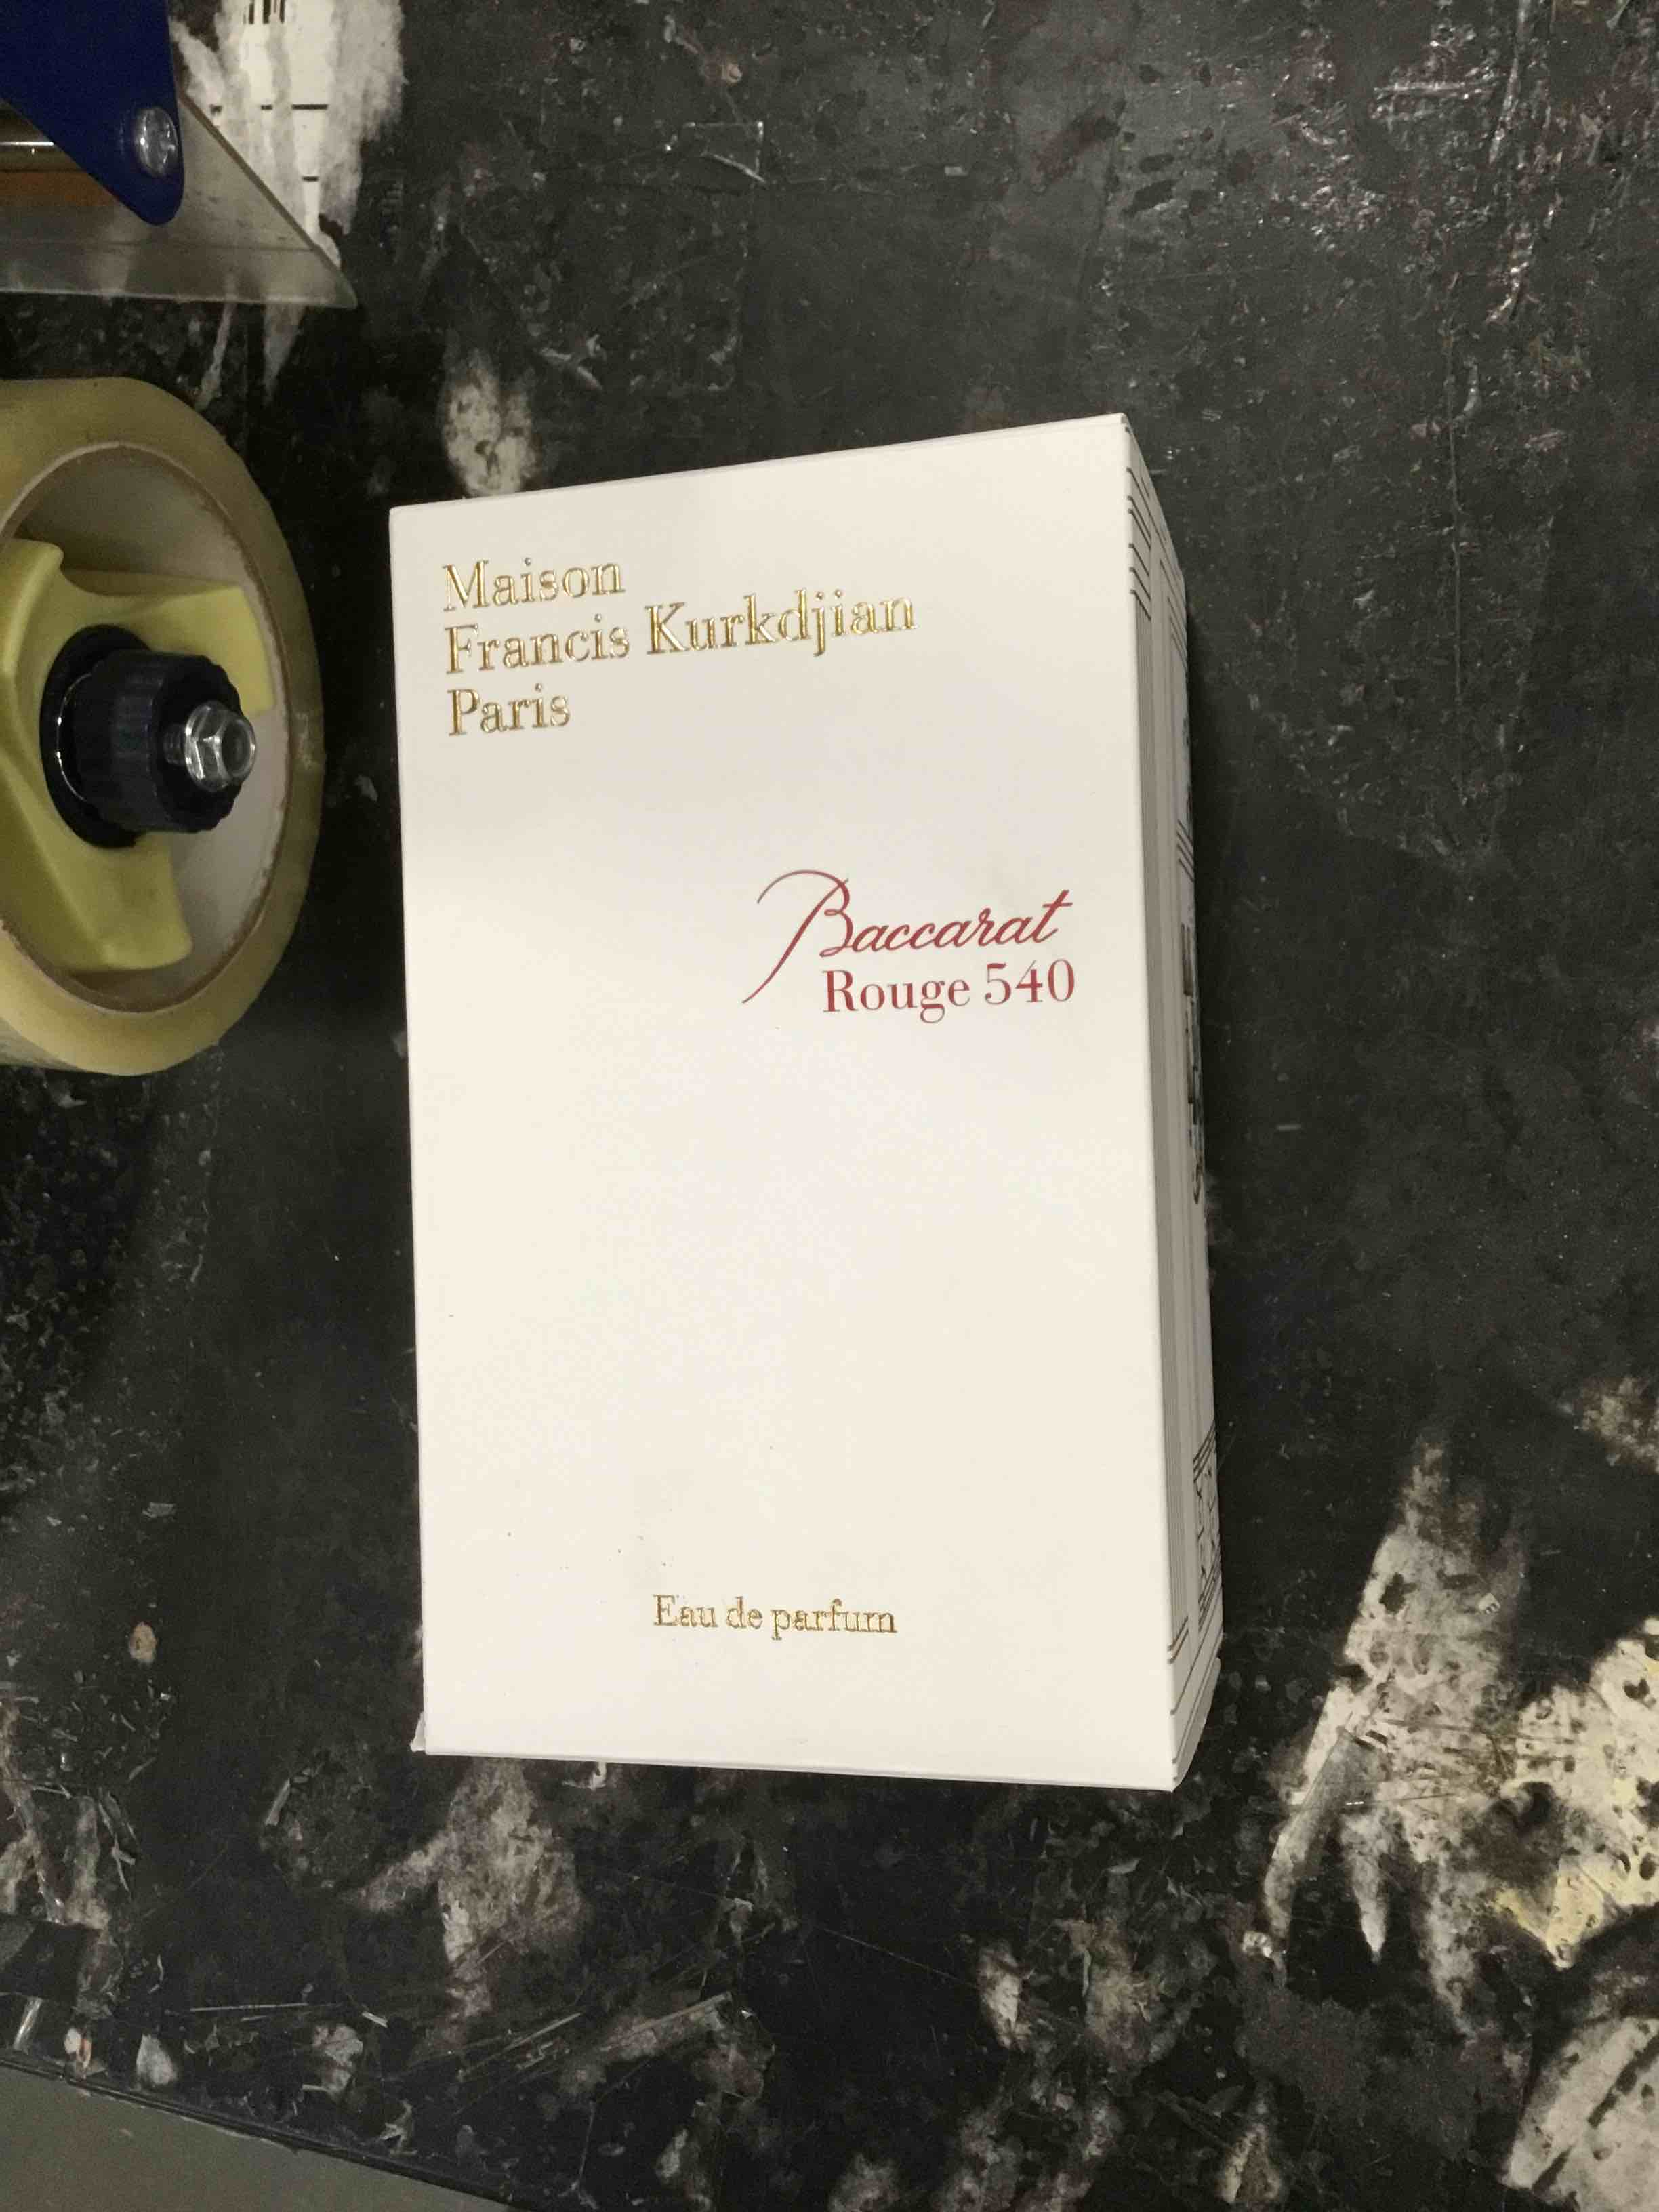 Maison
Francis Kurkdjian
Paris
Baccarat
Rouge 540
Eau de parfum